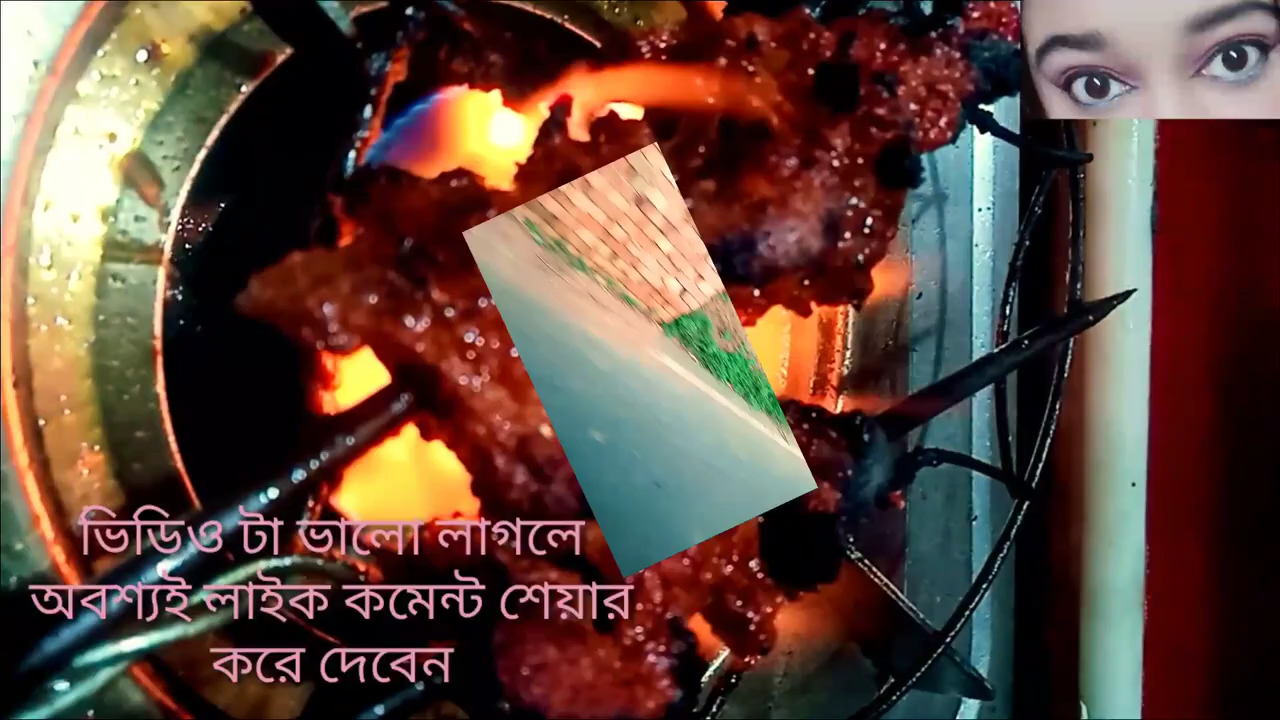 ভিডিও টা ভালো লাগলে
অবশ্যই লাইক কমেন্ট শেয়ার
করে দেবেন